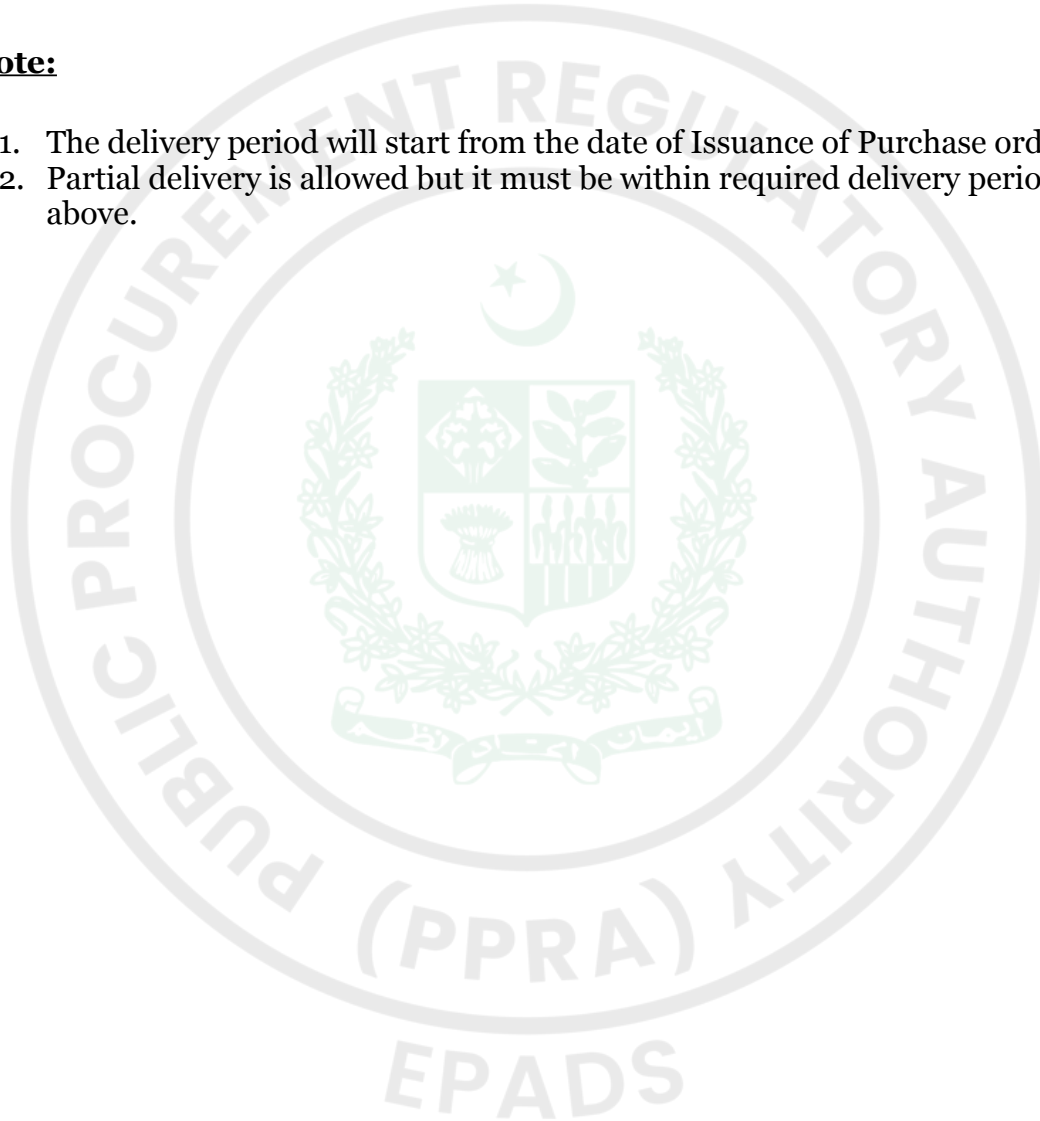 ote:
1. The delivery period will start from the date of Issuance of Purchase ord
2. Partial delivery is allowed but it must be within required delivery perio
above.
PUBLIC PROCUREMENT REGULATORY AUTHORITY
(PPRA)
EPADS